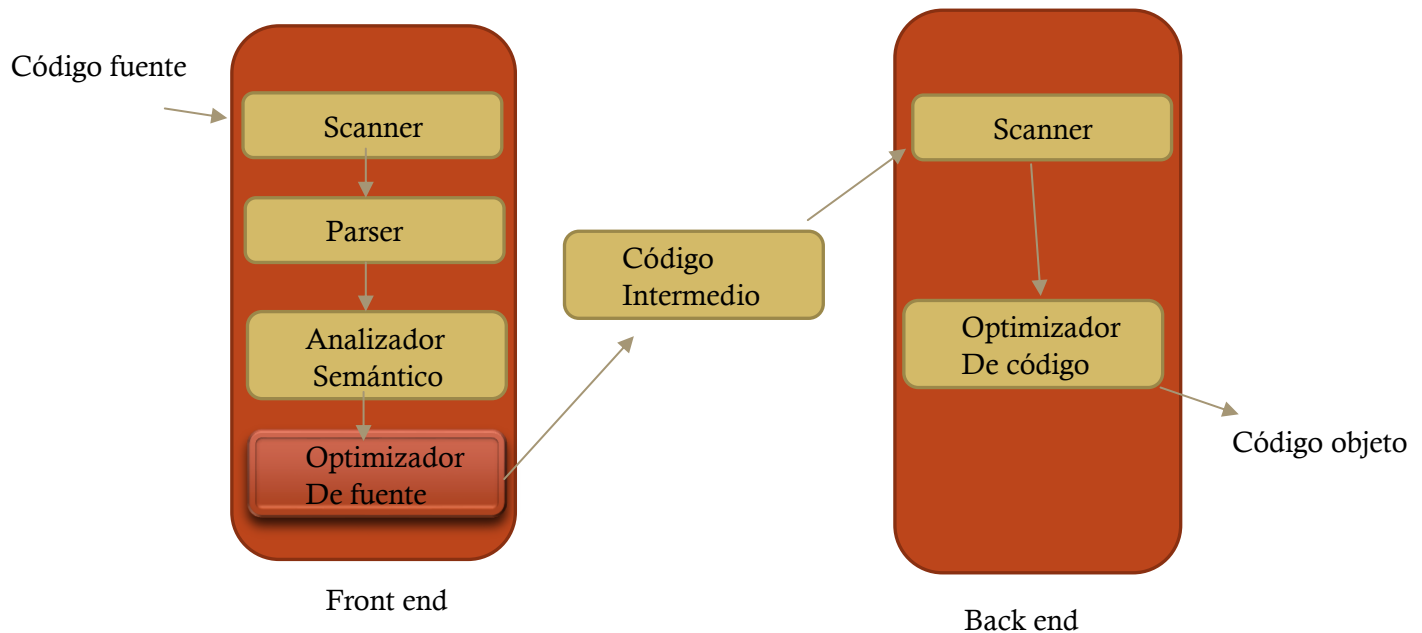 Código fuente
Scanner
Parser
Analizador
Semántico
Optimizador
De fuente
Front end
Código
Intermedio
Scanner
Optimizador
De código
Código objeto
Back end